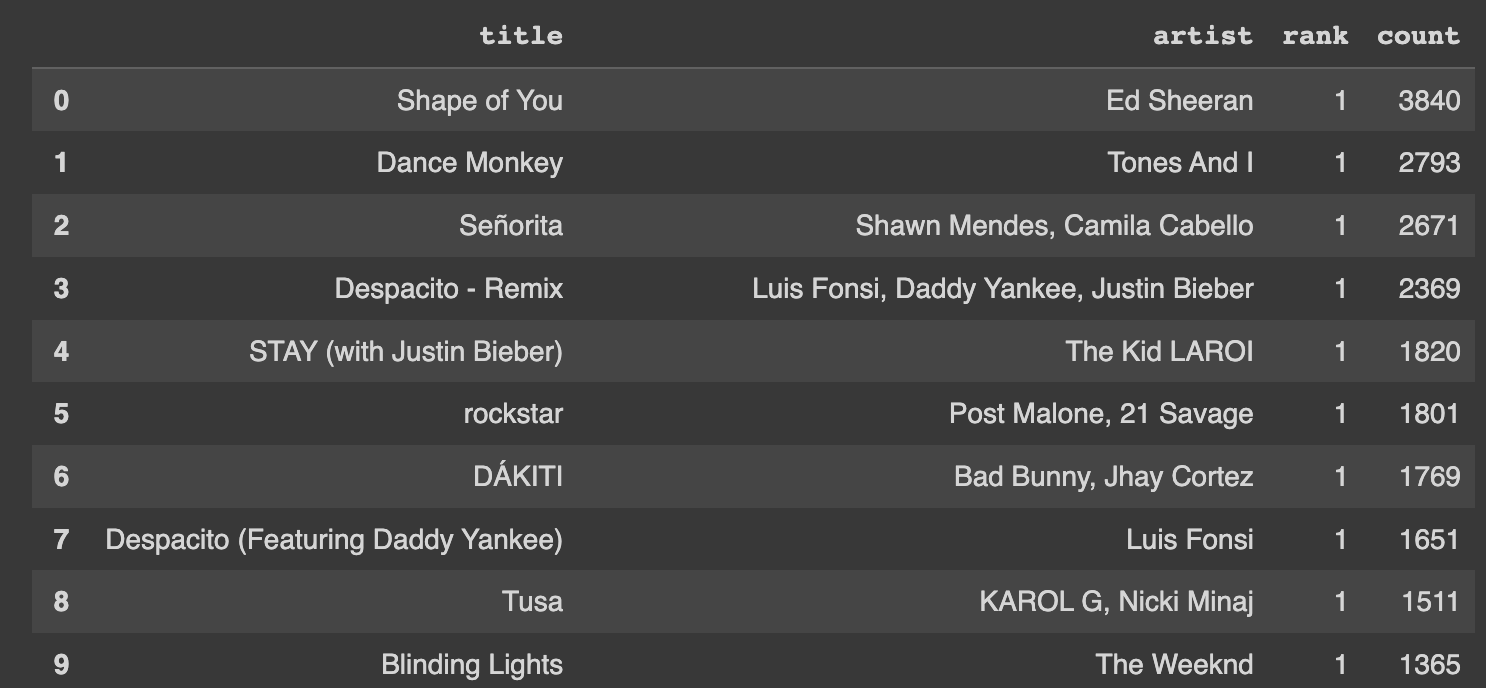 title artist rank count
0 Shape of You Ed Sheeran 1 3840
1 Dance Monkey Tones And I 1 2793
2 Señorita Shawn Mendes, Camila Cabello 1 2671
3 Despacito - Remix Luis Fonsi, Daddy Yankee, Justin Bieber 1 2369
4 STAY (with Justin Bieber) The Kid LAROI 1 1820
5 rockstar Post Malone, 21 Savage 1 1801
6 DÁKITI Bad Bunny, Jhay Cortez 1 1769
7 Despacito (Featuring Daddy Yankee) Luis Fonsi 1 1651
8 Tusa KAROL G, Nicki Minaj 1 1511
9 Blinding Lights The Weeknd 1 1365